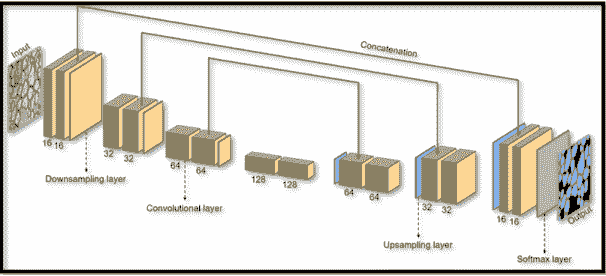 Input
Concatenation
16 16
32 32
64 64
128 128
64 64
32 32
16 16
Output
Downsampling layer
Convolutional layer
Upsampling layer
Softmax layer